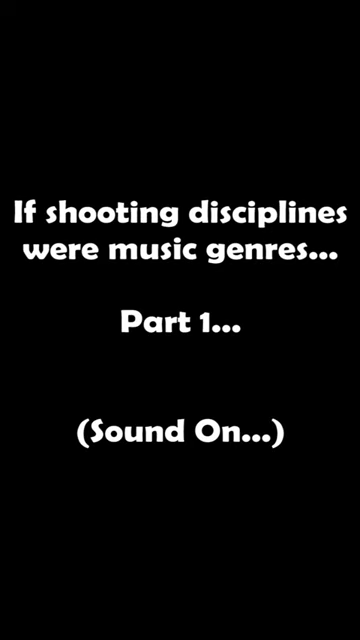 If shooting disciplines
were music genres...
Part 1...
(Sound On...)